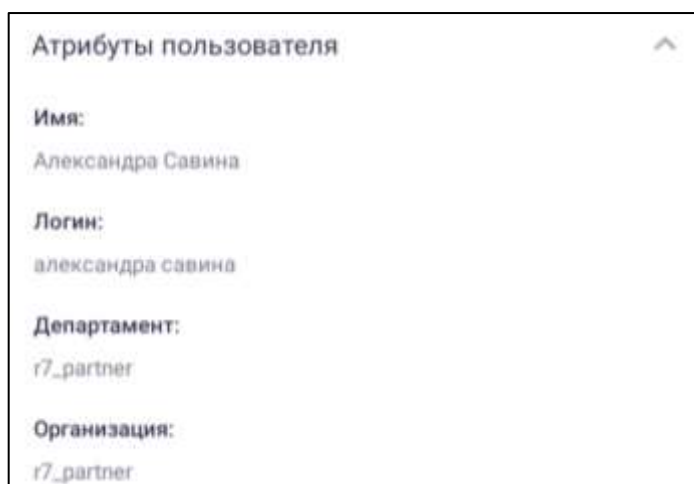 Атрибуты пользователя
Имя:
Александра Савина
Логин:
александра савина
Департамент:
r7_partner
Организация:
r7_partner